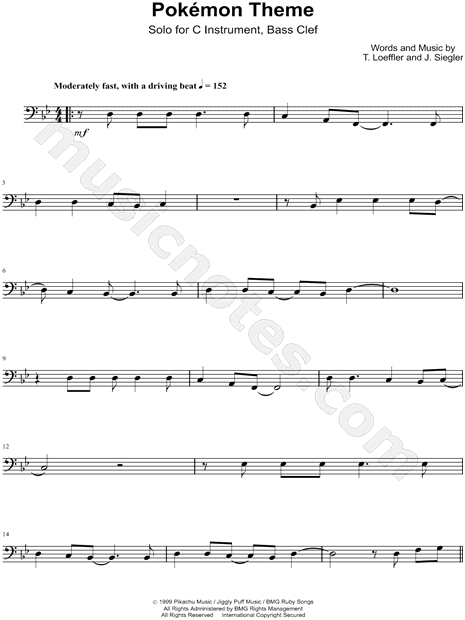 Pokémon Theme
Solo for C Instrument, Bass Clef
Words and Music by
T. Loeffler and J. Siegler
Moderately fast, with a driving beat ♩ = 152
mf
musicnotes.com
3
6
9
12
14
© 1999 Pikachu Music / Jiggly Puff Music / BMG Ruby Songs
All Rights Administered by BMG Rights Management
All Rights Reserved International Copyright Secured